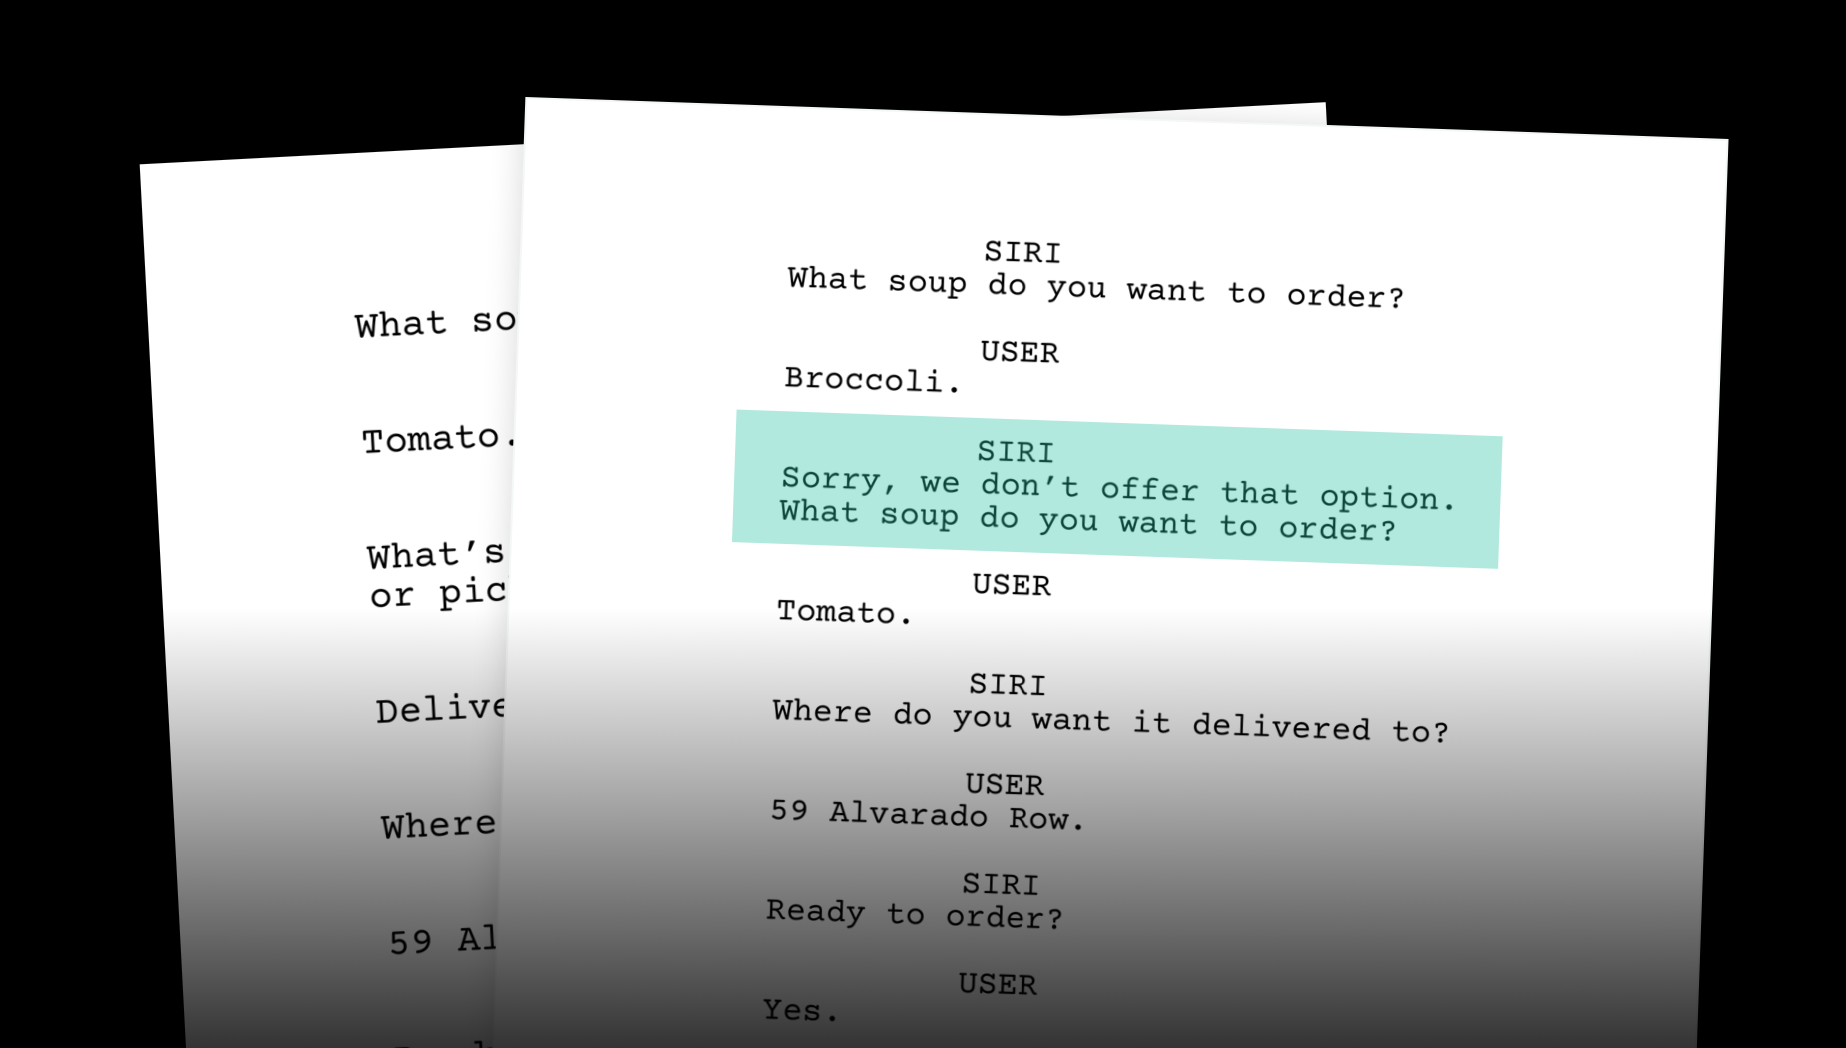 What so
Tomato.
What's
or pic
Delive
Where
59 Al
SIRI
What soup do you want to order?
USER
Broccoli.
SIRI
Sorry, we don’t offer that option.
What soup do you want to order?
USER
Tomato.
SIRI
Where do you want it delivered to?
USER
59 Alvarado Row.
SIRI
Ready to order?
USER
Yes.